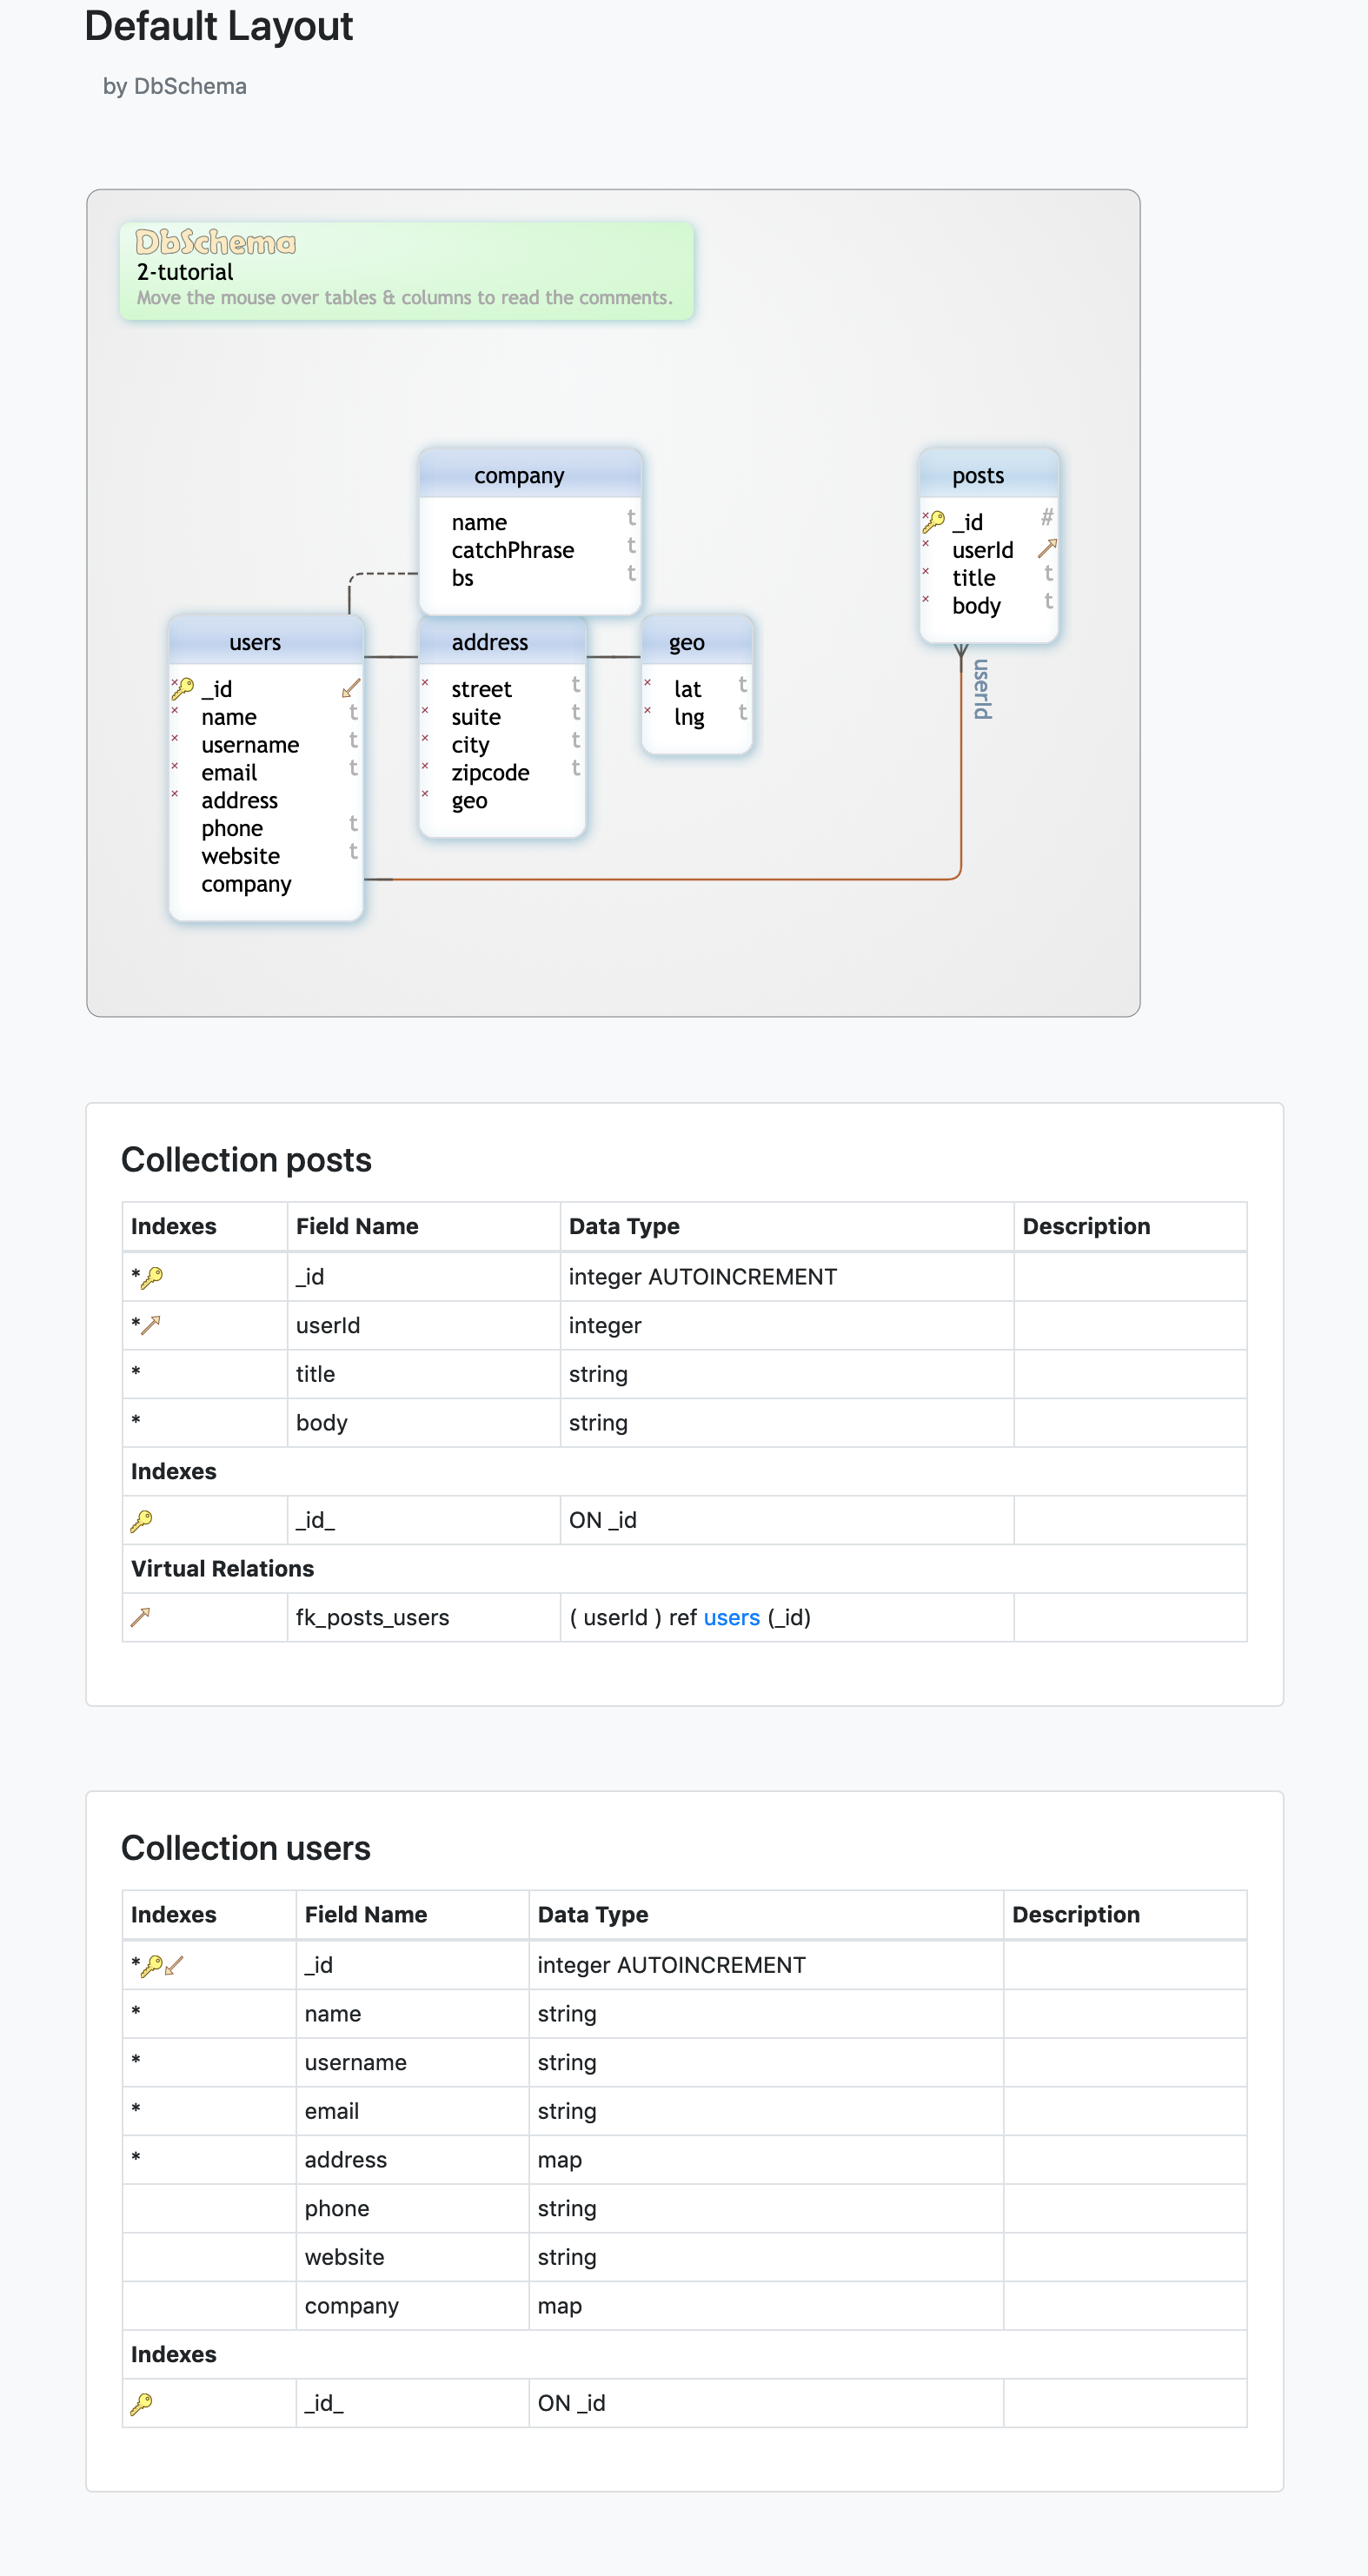 Default Layout
by DbSchema
DbSchema
2-tutorial
Move the mouse over tables & columns to read the comments.
company
name t
catchPhrase t
bs t
posts
_id #
userId
title t
body t
userId
users
_id
name t
username t
email t
address
phone t
website t
company
address
street t
suite t
city t
zipcode t
geo
geo
lat t
lng t
Collection posts
Indexes Field Name Data Type Description
* _id integer AUTOINCREMENT
* userId integer
* title string
* body string
Indexes
_id_ ON _id
Virtual Relations
fk_posts_users ( userId ) ref users (_id)
Collection users
Indexes Field Name Data Type Description
* _id integer AUTOINCREMENT
* name string
* username string
* email string
* address map
phone string
website string
company map
Indexes
_id_ ON _id